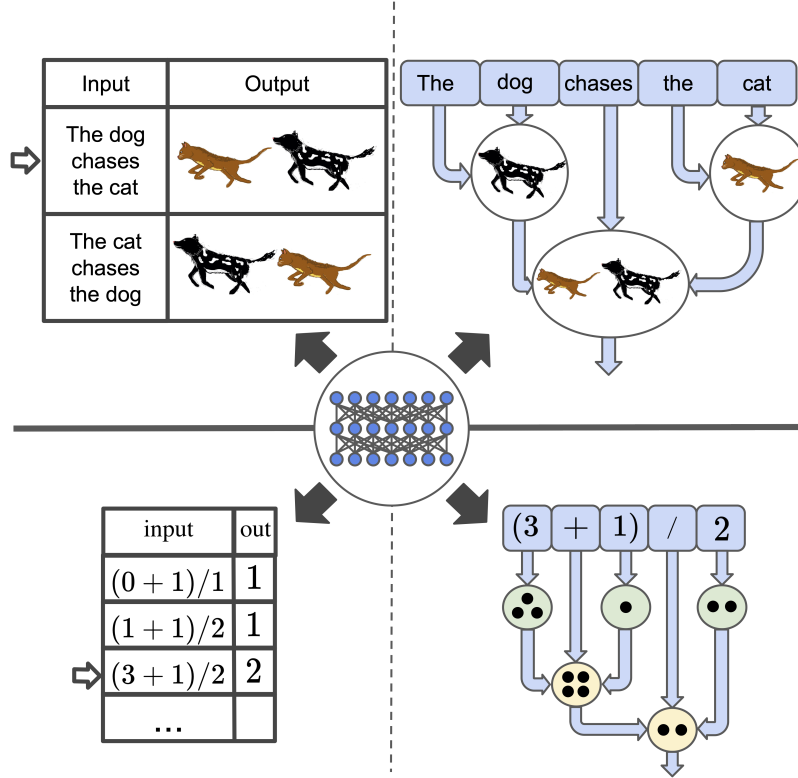 Input Output
The dog
chases
the cat
The cat
chases
the dog
The dog chases the cat
input out
(0 + 1)/1 1
(1 + 1)/2 1
(3 + 1)/2 2
...
(3 + 1) / 2